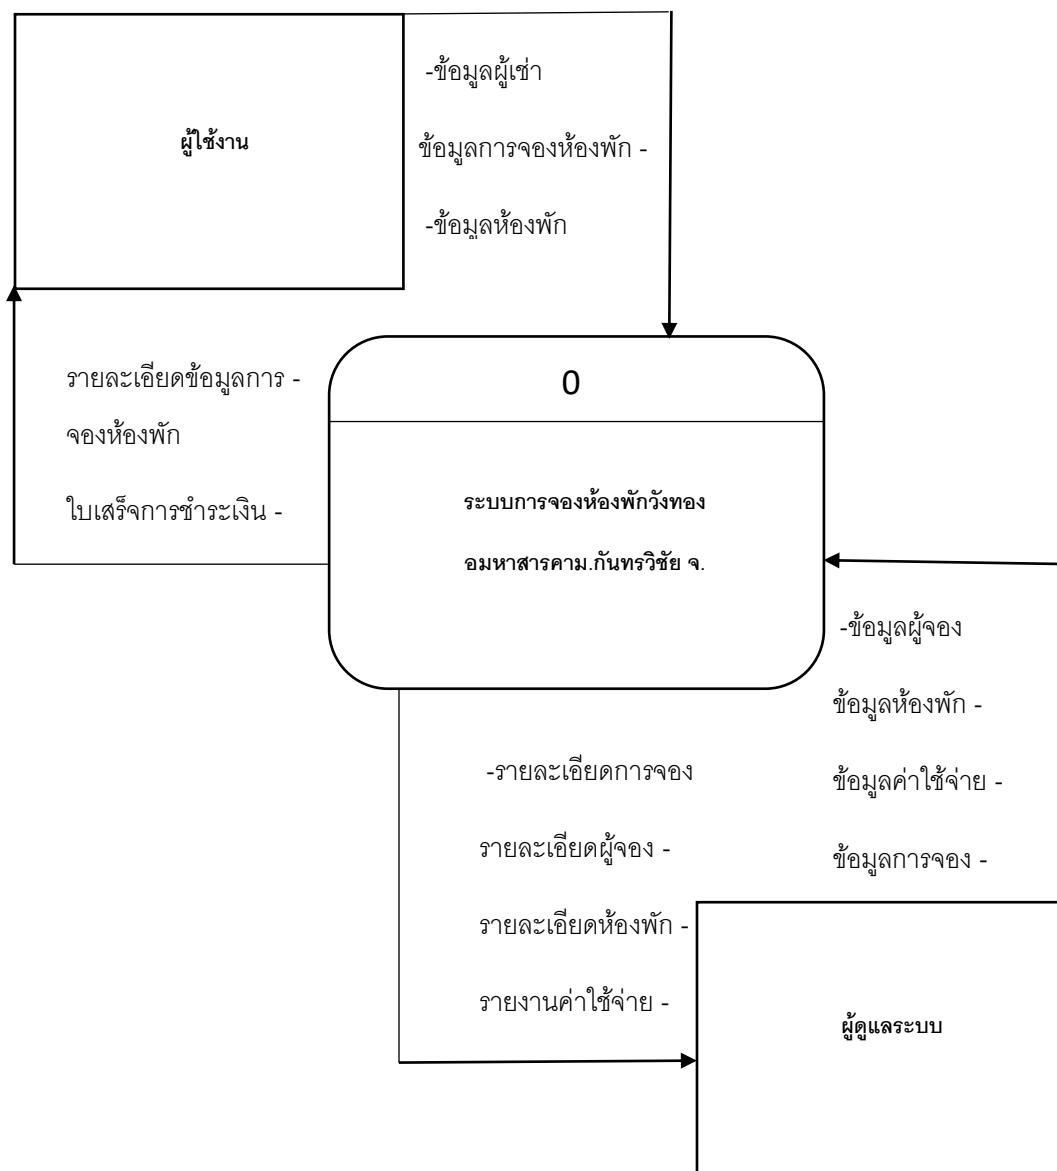 -ข้อมูลผู้เช่า
ผู้ใช้งาน
ข้อมูลการจองห้องพัก -
-ข้อมูลห้องพัก
รายละเอียดข้อมูลการ -
จองห้องพัก
ใบเสร็จการชำระเงิน -
0
ระบบการจองห้องพักวังทอง
อมหาสารคาม.กันทรวิชัย จ.
-ข้อมูลผู้จอง
ข้อมูลห้องพัก -
ข้อมูลค่าใช้จ่าย -
ข้อมูลการจอง -
-รายละเอียดการจอง
รายละเอียดผู้จอง -
รายละเอียดห้องพัก -
รายงานค่าใช้จ่าย -
ผู้ดูแลระบบ